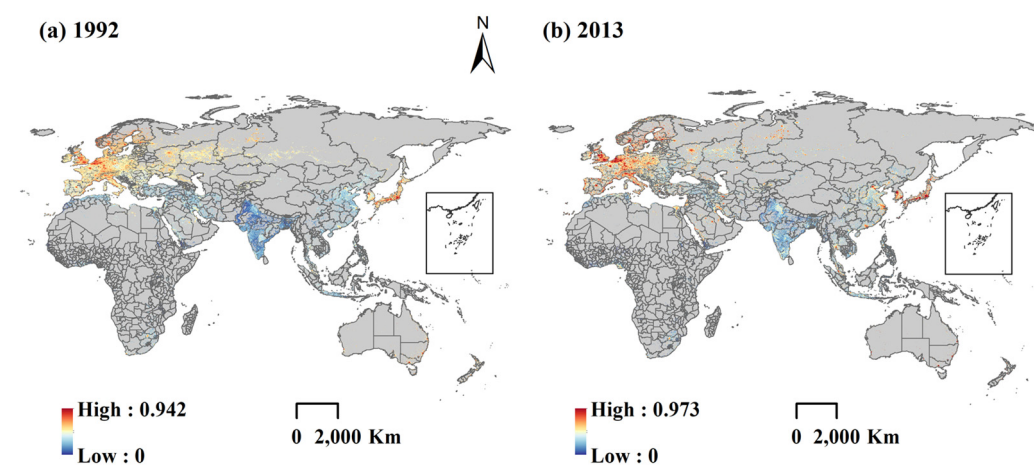 (a) 1992
N
(b) 2013
High : 0.942
Low : 0
0 2,000 Km
High : 0.973
Low : 0
0 2,000 Km